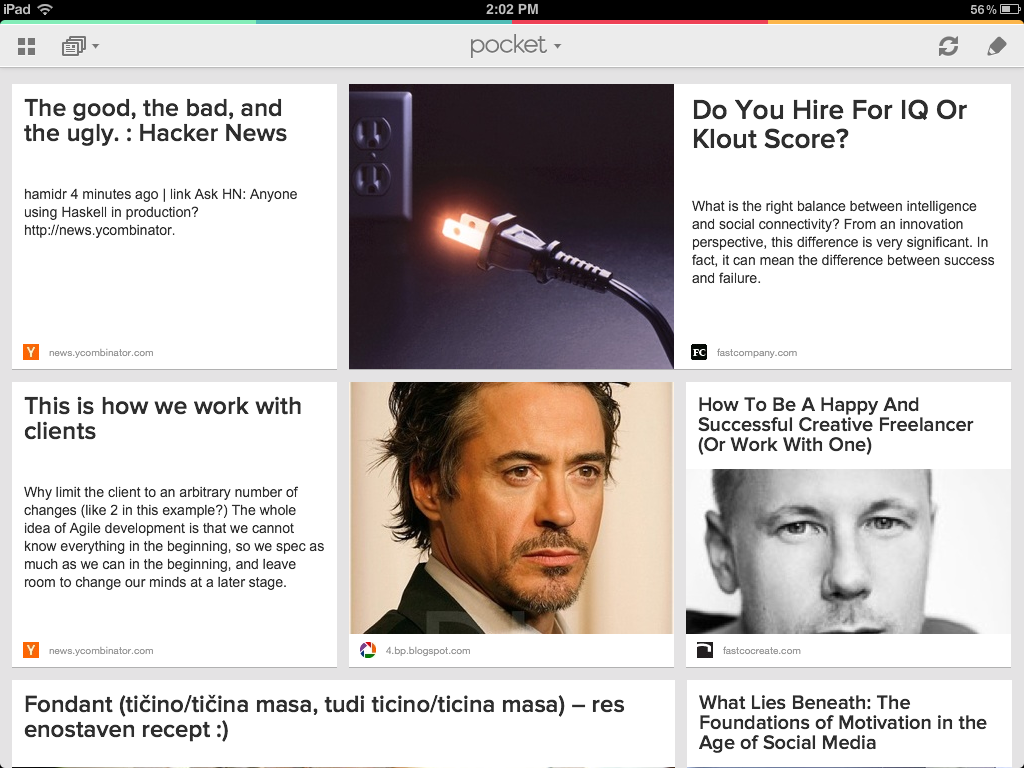 iPad
2:02 PM
56%
pocket
The good, the bad, and
the ugly. : Hacker News
hamidr 4 minutes ago | link Ask HN: Anyone
using Haskell in production?
http://news.ycombinator.
Y news.ycombinator.com
Do You Hire For IQ Or
Klout Score?
What is the right balance between intelligence
and social connectivity? From an innovation
perspective, this difference is very significant. In
fact, it can mean the difference between success
and failure.
FC fastcompany.com
This is how we work with
clients
Why limit the client to an arbitrary number of
changes (like 2 in this example?) The whole
idea of Agile development is that we cannot
know everything in the beginning, so we spec as
much as we can in the beginning, and leave
room to change our minds at a later stage.
Y news.ycombinator.com
4.bp.blogspot.com
How To Be A Happy And
Successful Creative Freelancer
(Or Work With One)
fastcocreate.com
Fondant (tičino/tičina masa, tudi ticino/ticina masa) – res
enostaven recept :)
What Lies Beneath: The
Foundations of Motivation in the
Age of Social Media